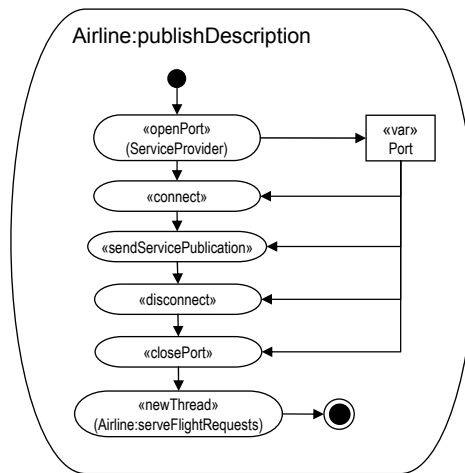 Airline:publishDescription
«openPort»
(ServiceProvider)
«var»
Port
«connect»
«sendServicePublication»
«disconnect»
«closePort»
«newThread»
(Airline:serveFlightRequests)